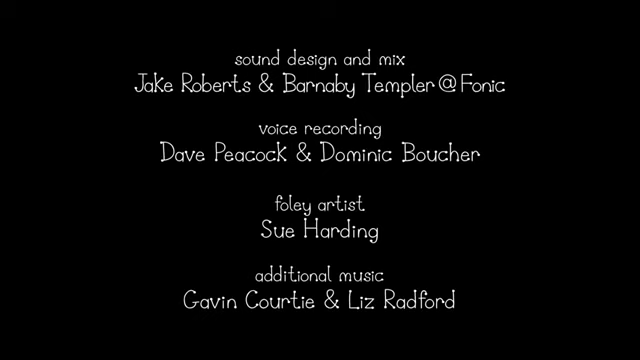 sound design and mix
Jake Roberts & Barnaby Templer@Fonic
voice recording
Dave Peacock & Dominic Boucher
foley artist
Sue Harding
additional music
Gavin Courtie & Liz Radford